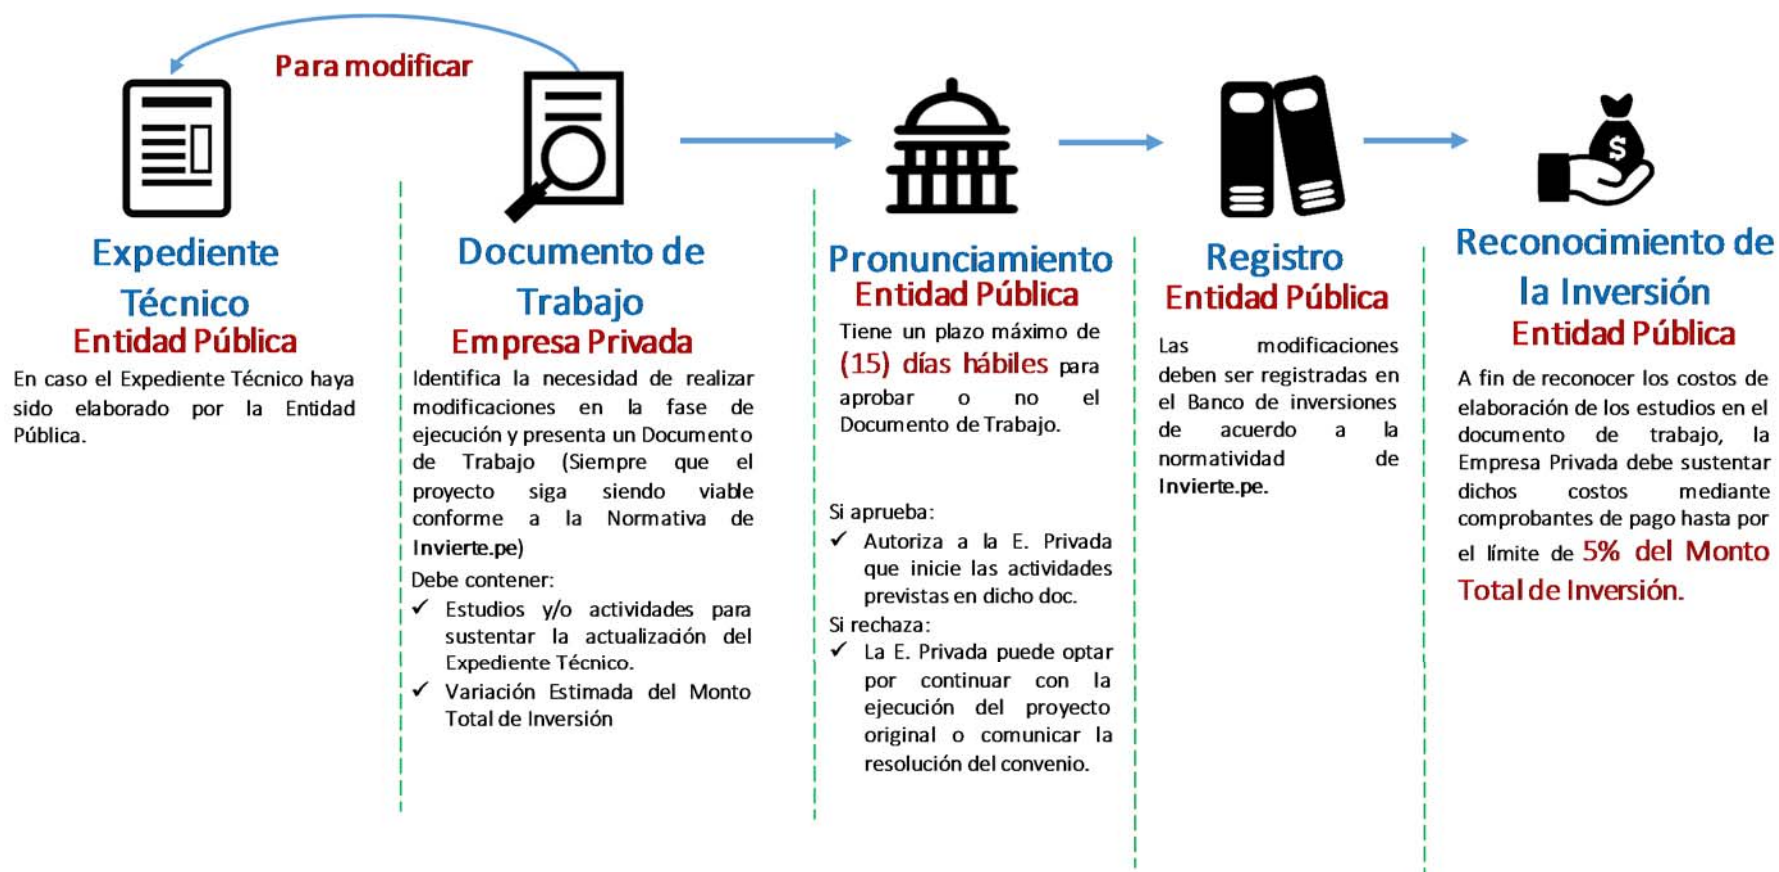 Para modificar
Expediente
Técnico
Entidad Pública
En caso el Expediente Técnico haya
sido elaborado por la Entidad
Pública.
Documento de
Trabajo
Empresa Privada
Identifica la necesidad de realizar
modificaciones en la fase de
ejecución y presenta un Documento
de Trabajo (Siempre que el
proyecto siga siendo viable
conforme a la Normativa de
Invierte.pe)
Debe contener:
✓ Estudios y/o actividades para
sustentar la actualización del
Expediente Técnico.
✓ Variación Estimada del Monto
Total de Inversión
Pronunciamiento
Entidad Pública
Tiene un plazo máximo de
(15) días hábiles para
aprobar o no el
Documento de Trabajo.
Si aprueba:
✓ Autoriza a la E. Privada
que inicie las actividades
previstas en dicho doc.
Si rechaza:
✓ La E. Privada puede optar
por continuar con la
ejecución del proyecto
original o comunicar la
resolución del convenio.
Registro
Entidad Pública
Las modificaciones
deben ser registradas en
el Banco de inversiones
de acuerdo a la
normatividad de
Invierte.pe.
$
Reconocimiento de
la Inversión
Entidad Pública
A fin de reconocer los costos de
elaboración de los estudios en el
documento de trabajo, la
Empresa Privada debe sustentar
dichos costos mediante
comprobantes de pago hasta por
el límite de 5% del Monto
Total de Inversión.